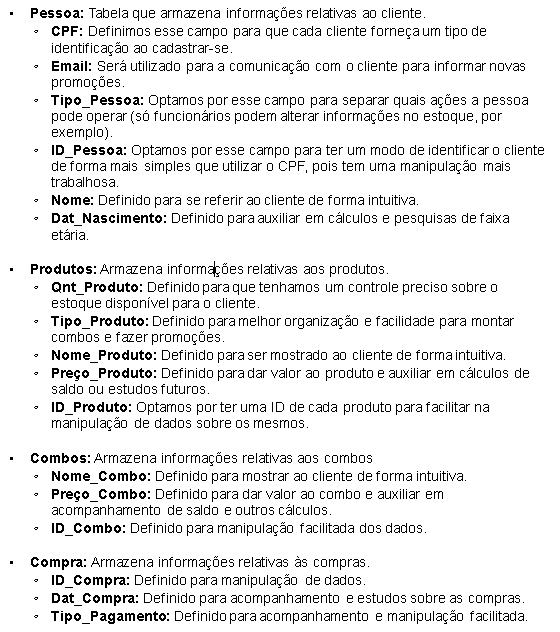 • Pessoa: Tabela que armazena informações relativas ao cliente.
◦ CPF: Definimos esse campo para que cada cliente forneça um tipo de
identificação ao cadastrar-se.
◦ Email: Será utilizado para a comunicação com o cliente para informar novas
promoções.
◦ Tipo_Pessoa: Optamos por esse campo para separar quais ações a pessoa
pode operar (só funcionários podem alterar informações no estoque, por
exemplo).
◦ ID_Pessoa: Optamos por esse campo para ter um modo de identificar o cliente
de forma mais simples que utilizar o CPF, pois tem uma manipulação mais
trabalhosa.
◦ Nome: Definido para se referir ao cliente de forma intuitiva.
◦ Dat_Nascimento: Definido para auxiliar em cálculos e pesquisas de faixa
etária.
• Produtos: Armazena informações relativas aos produtos.
◦ Qnt_Produto: Definido para que tenhamos um controle preciso sobre o
estoque disponível para o cliente.
◦ Tipo_Produto: Definido para melhor organização e facilidade para montar
combos e fazer promoções.
◦ Nome_Produto: Definido para ser mostrado ao cliente de forma intuitiva.
◦ Preço_Produto: Definido para dar valor ao produto e auxiliar em cálculos de
saldo ou estudos futuros.
◦ ID_Produto: Optamos por ter uma ID de cada produto para facilitar na
manipulação de dados sobre os mesmos.
• Combos: Armazena informações relativas aos combos
◦ Nome_Combo: Definido para mostrar ao cliente de forma intuitiva.
◦ Preço_Combo: Definido para dar valor ao combo e auxiliar em
acompanhamento de saldo e outros cálculos.
◦ ID_Combo: Definido para manipulação facilitada dos dados.
• Compra: Armazena informações relativas às compras.
◦ ID_Compra: Definido para manipulação de dados.
◦ Dat_Compra: Definido para acompanhamento e estudos sobre as compras.
◦ Tipo_Pagamento: Definido para acompanhamento e manipulação facilitada.